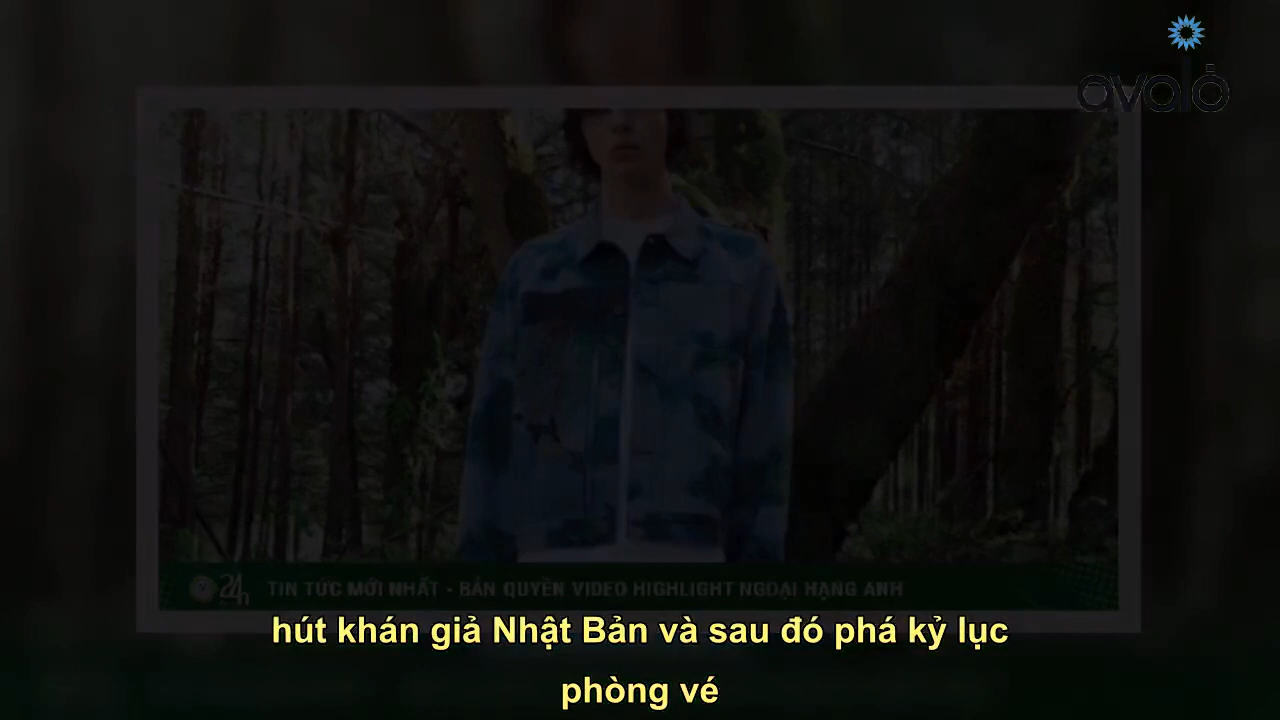 avaló
24h TIN TỨC MỚI NHẤT - BẢN QUYỀN VIDEO HIGHLIGHT NGOẠI HẠNG ANH
hút khán giả Nhật Bản và sau đó phá kỷ lục
phòng vé